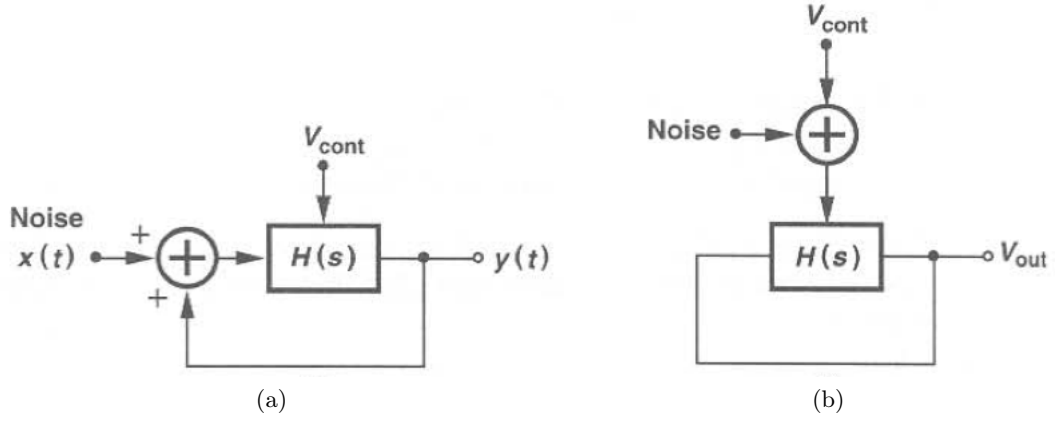 V_cont
Noise
x(t)
+
+
+
H(s)
y(t)
(a)
V_cont
Noise
+
H(s)
V_out
(b)